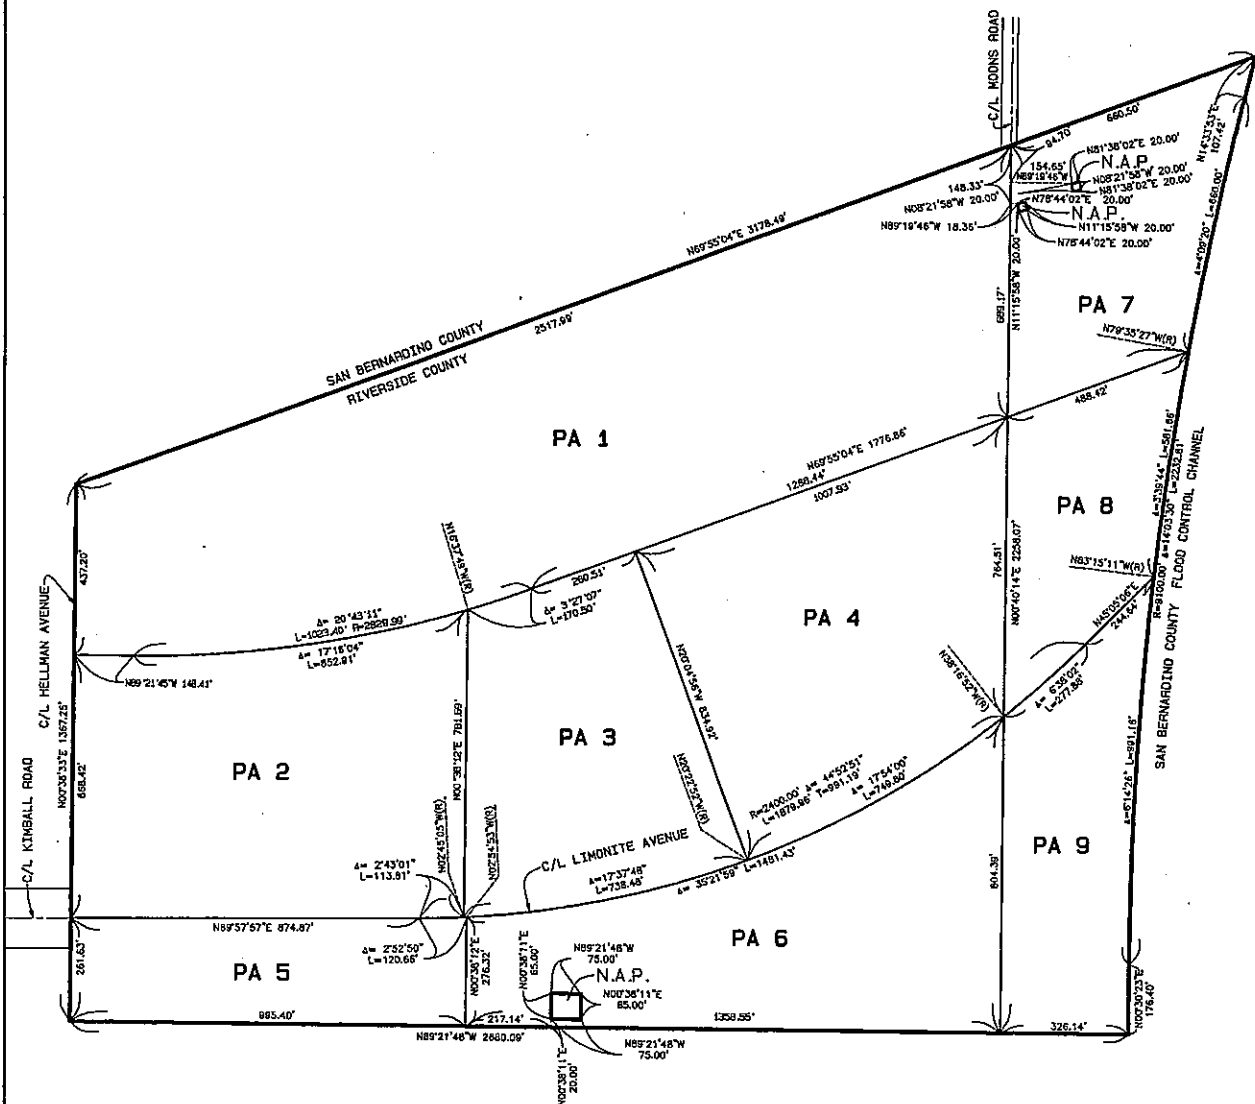 C/L MOONS ROAD
660.50'
N14°33'53"E
107.42'
94.70'
N81°38'02"E 20.00'
N.A.P.
154.65'
N89°19'46"W
N08°21'58"W 20.00'
N81°38'02"E 20.00'
148.33'
N08°21'58"W 20.00'
N78°44'02"E 20.00'
N.A.P.
N89°19'46"W 18.35'
N11°15'58"W 20.00'
N78°44'02"E 20.00'
N11°15'58"W 20.00'
Δ=4°09'20" L=660.00'
N69°55'04"E 3178.49'
2517.99'
SAN BERNARDINO COUNTY
RIVERSIDE COUNTY
689.17'
PA 7
N79°35'27"W(R)
488.42'
PA 1
N69°55'04"E 1776.86'
1288.44'
1007.93'
437.20'
C/L HELLMAN AVENUE
N16°37'49"W(R)
260.51'
Δ= 3°27'07"
L=170.50'
Δ= 20°43'11"
L=1023.40' R=2829.99'
Δ= 17°16'04"
L=852.91'
N89°21'45"W 148.41'
PA 8
764.51'
N00°40'14"E 2258.07'
Δ=3°39'44" L=581.66'
R=9100.00' Δ=14°03'30" L=2232.81'
SAN BERNARDINO COUNTY FLOOD CONTROL CHANNEL
N83°15'11"W(R)
N45°05'06"E
244.64'
PA 4
N20°04'56"W 834.92'
N38°16'52"W(R)
Δ= 6°38'02"
L=277.88'
N00°38'33"E 1367.25'
668.42'
PA 2
N00°38'12"E 781.69'
PA 3
N20°22'52"W(R)
R=2400.00' Δ= 44°52'51"
L=1879.96' T=991.19'
Δ= 17°54'00"
L=749.80'
C/L KIMBALL ROAD
N02°45'05"W(R)
N02°54'53"W(R)
C/L LIMONITE AVENUE
Δ= 2°43'01"
L=113.81'
Δ=17°37'48"
L=738.48'
Δ= 35°21'59" L=1481.43'
PA 9
Δ=6°14'26" L=991.16'
N89°57'57"E 874.87'
Δ= 2°52'50"
L=120.66'
261.63'
PA 5
N00°38'12"E
276.32'
N00°38'11"E
65.00'
N89°21'48"W
75.00'
N.A.P.
N00°38'11"E
65.00'
PA 6
804.39'
N00°30'23"E
176.40'
995.40'
217.14'
N89°21'48"W 2680.09'
1358.55'
326.14'
N89°21'48"W
75.00'
N00°38'11"E
20.00'